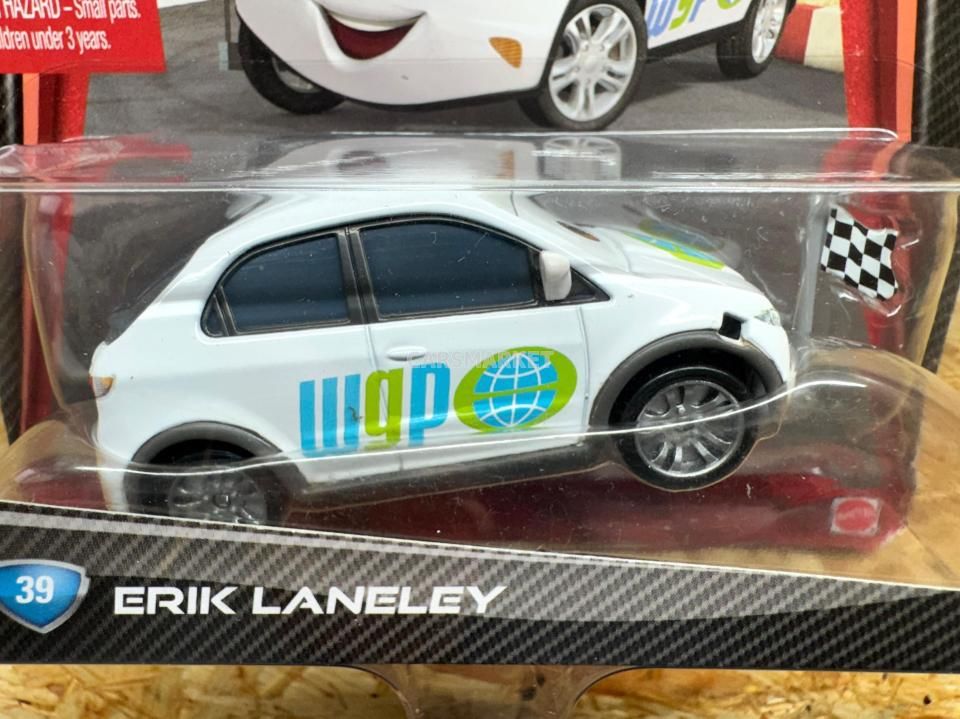 HAZARD – Small parts.
ldren under 3 years.
wgp
CARSMARKET
wgp
39
ERIK LANELEY